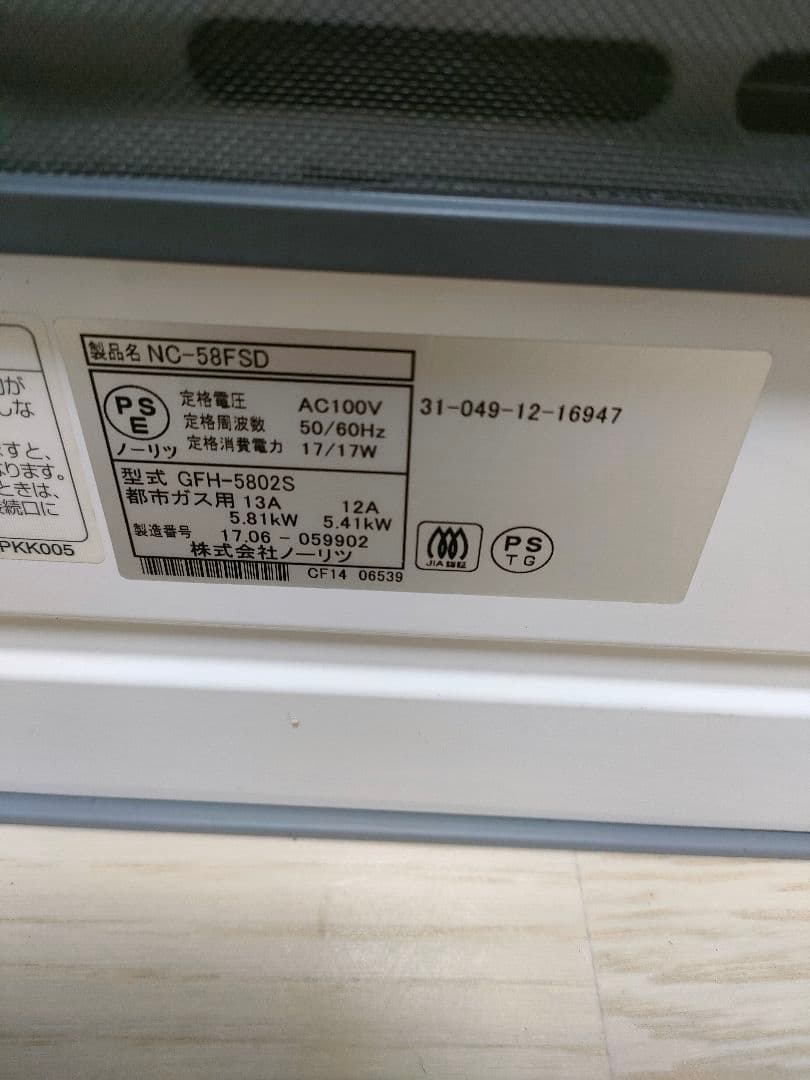 製品名 NC-58FSD
PS
E
ノーリツ
定格電圧 AC100V
定格周波数 50/60Hz
定格消費電力 17/17W
31-049-12-16947
型式 GFH-5802S
都市ガス用 13A 12A
5.81kW 5.41kW
製造番号 17.06 - 059902
株式会社ノーリツ
CF14 06539
JIA 認証
PS
TG
が
しな
すと、
ります。
ときは、
続口に
PKK005